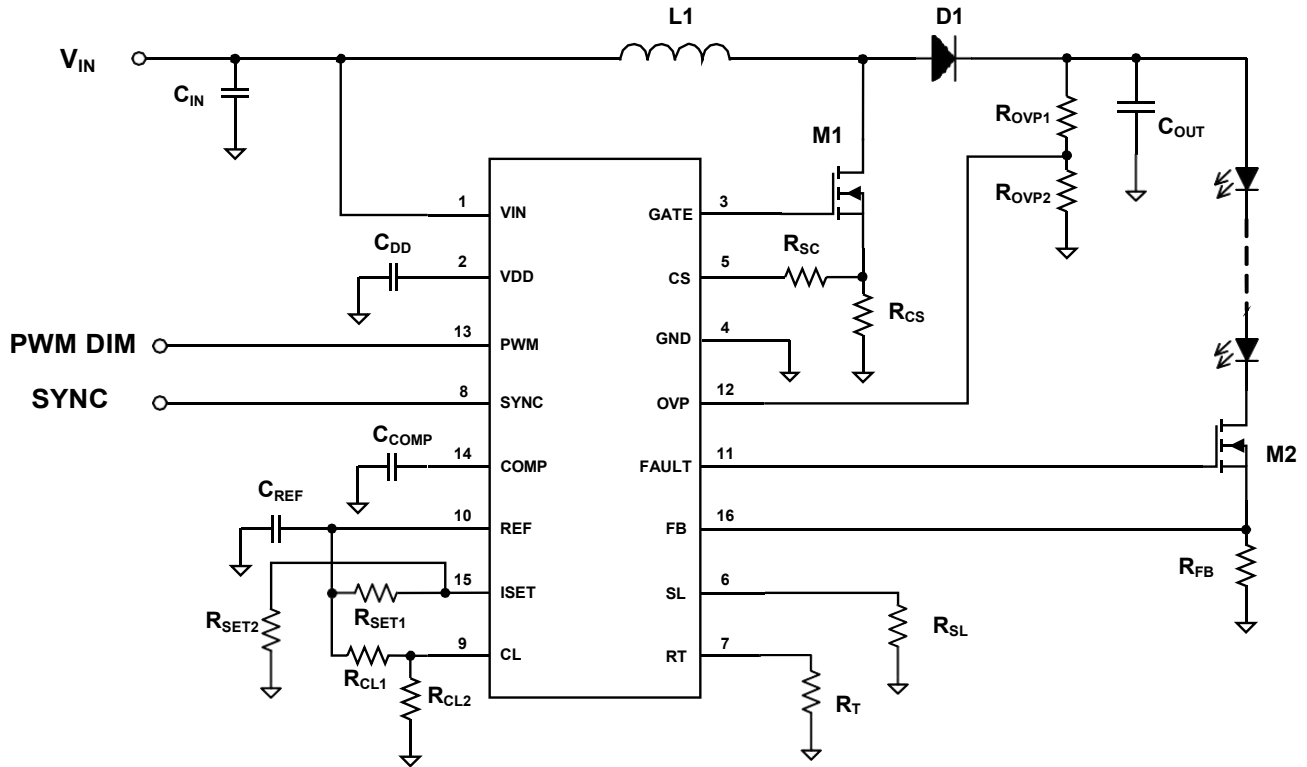 L1
D1
VIN
CIN
ROVP1
COUT
M1
ROVP2
1
VIN
GATE
3
CDD
RSC
2
VDD
CS
5
RCS
PWM DIM
13
PWM
GND
4
SYNC
8
SYNC
OVP
12
CCOMP
14
COMP
FAULT
11
M2
CREF
10
REF
FB
16
RFB
RSET2
RSET1
15
ISET
SL
6
RSL
RCL1
9
CL
RT
7
RCL2
RT